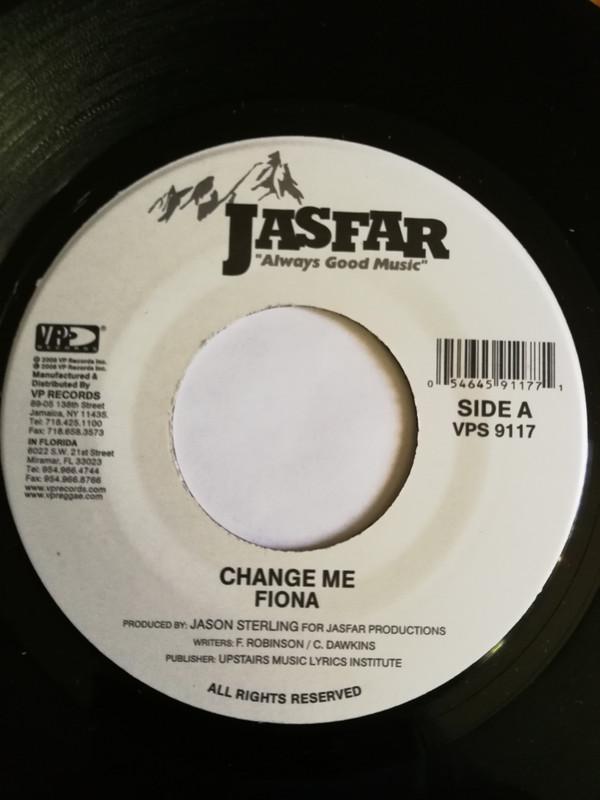 JASFAR
"Always Good Music"
VP®
RECORDS
℗ 2008 VP Records Inc.
© 2008 VP Records Inc.
Manufactured &
Distributed By
VP RECORDS
89-05 138th Street
Jamaica, NY 11435.
Tel: 718.425.1100
Fax: 718.658.3573
IN FLORIDA
6022 S.W. 21st Street
Miramar, FL 33023
Tel: 954.966.4744
Fax: 954.966.8766
www.vprecords.com
www.vpreggae.com
0 54645 91177 1
SIDE A
VPS 9117
CHANGE ME
FIONA
PRODUCED BY: JASON STERLING FOR JASFAR PRODUCTIONS
WRITERS: F. ROBINSON / C. DAWKINS
PUBLISHER: UPSTAIRS MUSIC LYRICS INSTITUTE
ALL RIGHTS RESERVED